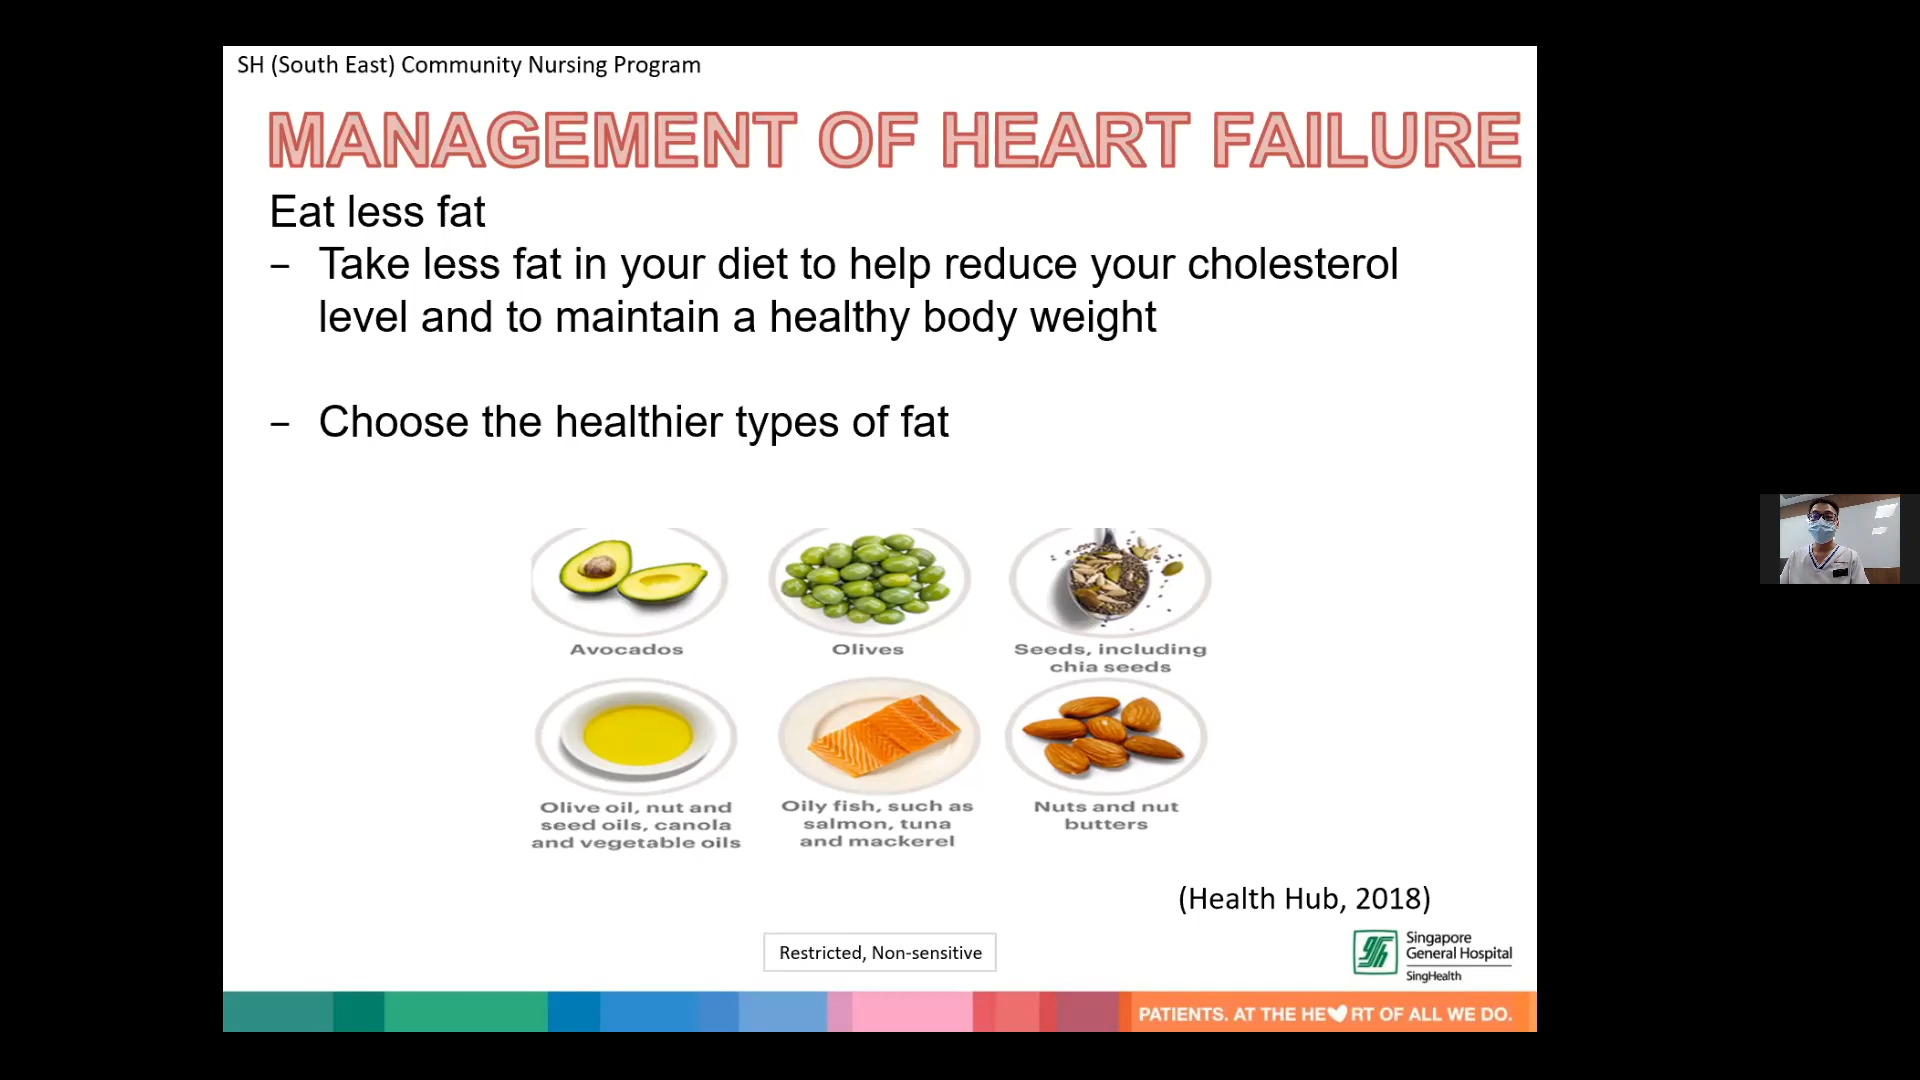 SH (South East) Community Nursing Program
MANAGEMENT OF HEART FAILURE
Eat less fat
– Take less fat in your diet to help reduce your cholesterol
level and to maintain a healthy body weight
– Choose the healthier types of fat
Avocados
Olives
Seeds, including
chia seeds
Olive oil, nut and
seed oils, canola
and vegetable oils
Oily fish, such as
salmon, tuna
and mackerel
Nuts and nut
butters
(Health Hub, 2018)
Restricted, Non-sensitive
Singapore
General Hospital
SingHealth
PATIENTS. AT THE HE RT OF ALL WE DO.